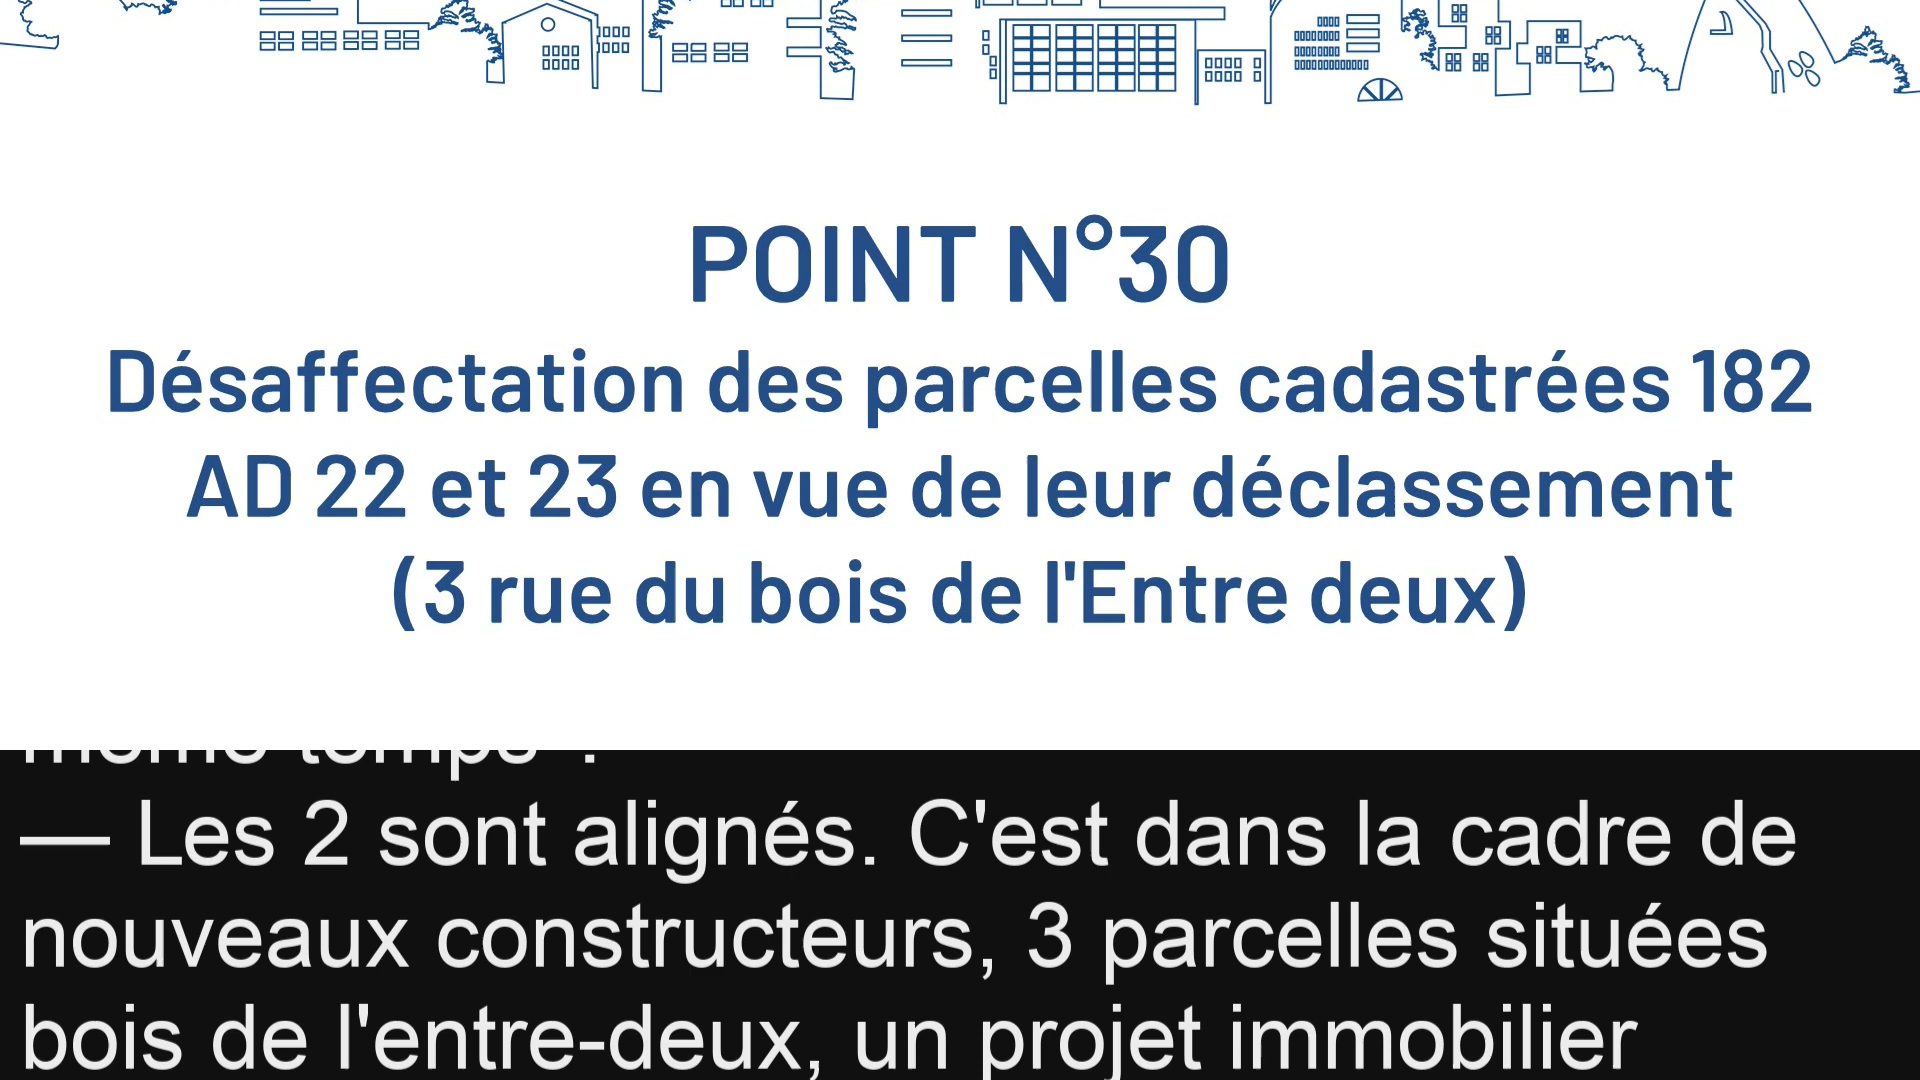 POINT N°30
Désaffectation des parcelles cadastrées 182
AD 22 et 23 en vue de leur déclassement
(3 rue du bois de l'Entre deux)
même temps ?
— Les 2 sont alignés. C'est dans la cadre de
nouveaux constructeurs, 3 parcelles situées
bois de l'entre-deux, un projet immobilier